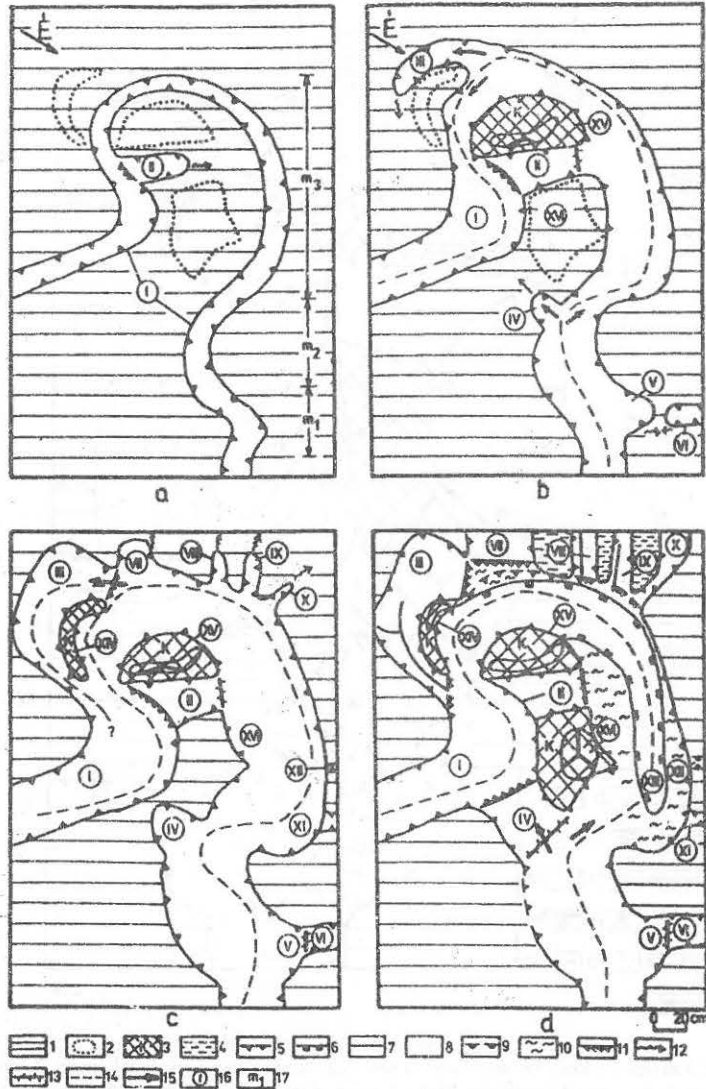 É É
III
K XV
II II
m3
I XVI
I
IV
m2
V
m1 VI
a b
III VII VIII IX III VII VIII IX X
X
XIV XV XIV XV
K K
II II
? XVI K XVI
I XII I XIII XII
IV XI IV XI
V VI V VI
c d 0 20cm
1 2 3 4 5 6 7 8 9 10 11 12
13 14 15 I 16 m1 17